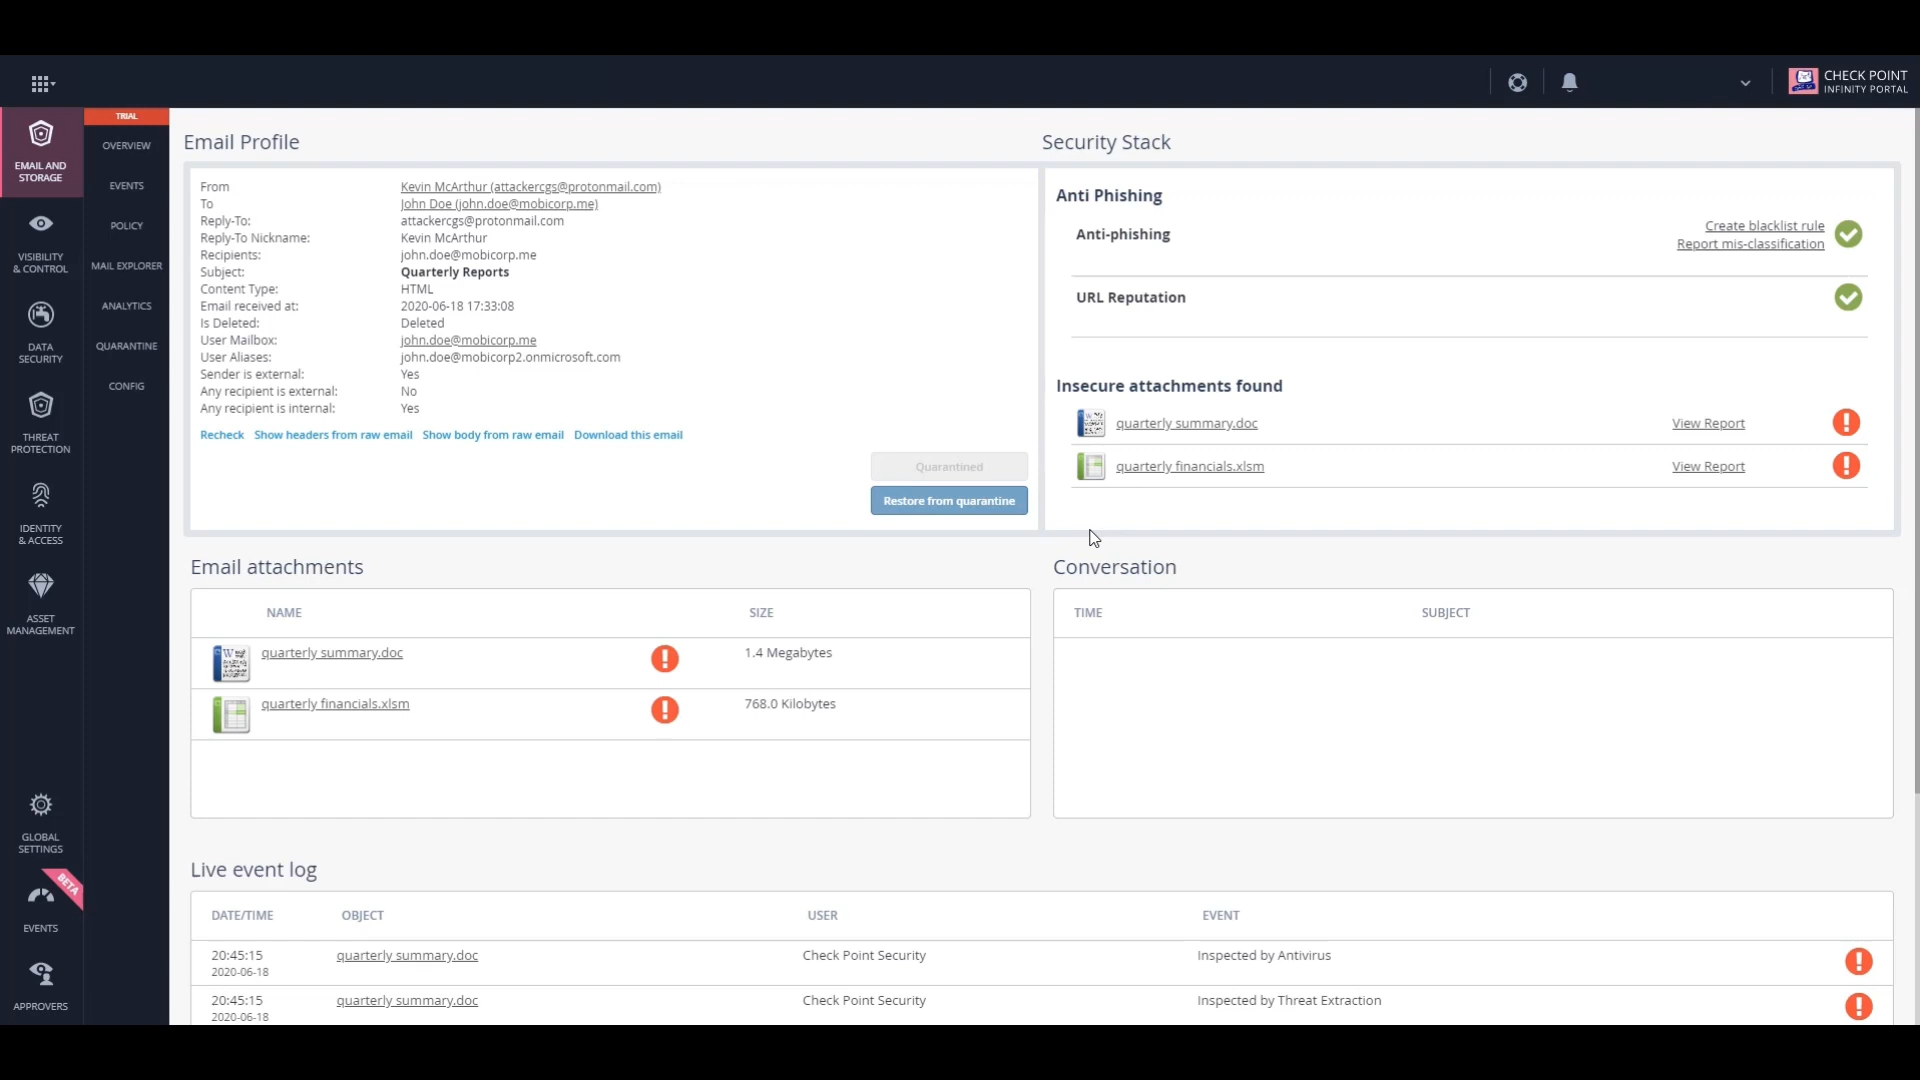 CHECK POINT
INFINITY PORTAL
EMAIL AND
STORAGE
VISIBILITY
& CONTROL
DATA
SECURITY
THREAT
PROTECTION
IDENTITY
& ACCESS
ASSET
MANAGEMENT
GLOBAL
SETTINGS
BETA
EVENTS
APPROVERS
TRIAL
OVERVIEW
EVENTS
POLICY
MAIL EXPLORER
ANALYTICS
QUARANTINE
CONFIG
Email Profile
From Kevin McArthur (attackercgs@protonmail.com)
To John Doe (john.doe@mobicorp.me)
Reply-To: attackercgs@protonmail.com
Reply-To Nickname: Kevin McArthur
Recipients: john.doe@mobicorp.me
Subject: Quarterly Reports
Content Type: HTML
Email received at: 2020-06-18 17:33:08
Is Deleted: Deleted
User Mailbox: john.doe@mobicorp.me
User Aliases: john.doe@mobicorp2.onmicrosoft.com
Sender is external: Yes
Any recipient is external: No
Any recipient is internal: Yes
Recheck Show headers from raw email Show body from raw email Download this email
Quarantined
Restore from quarantine
Security Stack
Anti Phishing
Anti-phishing
Create blacklist rule
Report mis-classification
URL Reputation
Insecure attachments found
quarterly summary.doc View Report
quarterly financials.xlsm View Report
Email attachments
NAME SIZE
quarterly summary.doc 1.4 Megabytes
quarterly financials.xlsm 768.0 Kilobytes
Conversation
TIME SUBJECT
Live event log
DATE/TIME OBJECT USER EVENT
20:45:15 quarterly summary.doc Check Point Security Inspected by Antivirus
2020-06-18
20:45:15 quarterly summary.doc Check Point Security Inspected by Threat Extraction
2020-06-18